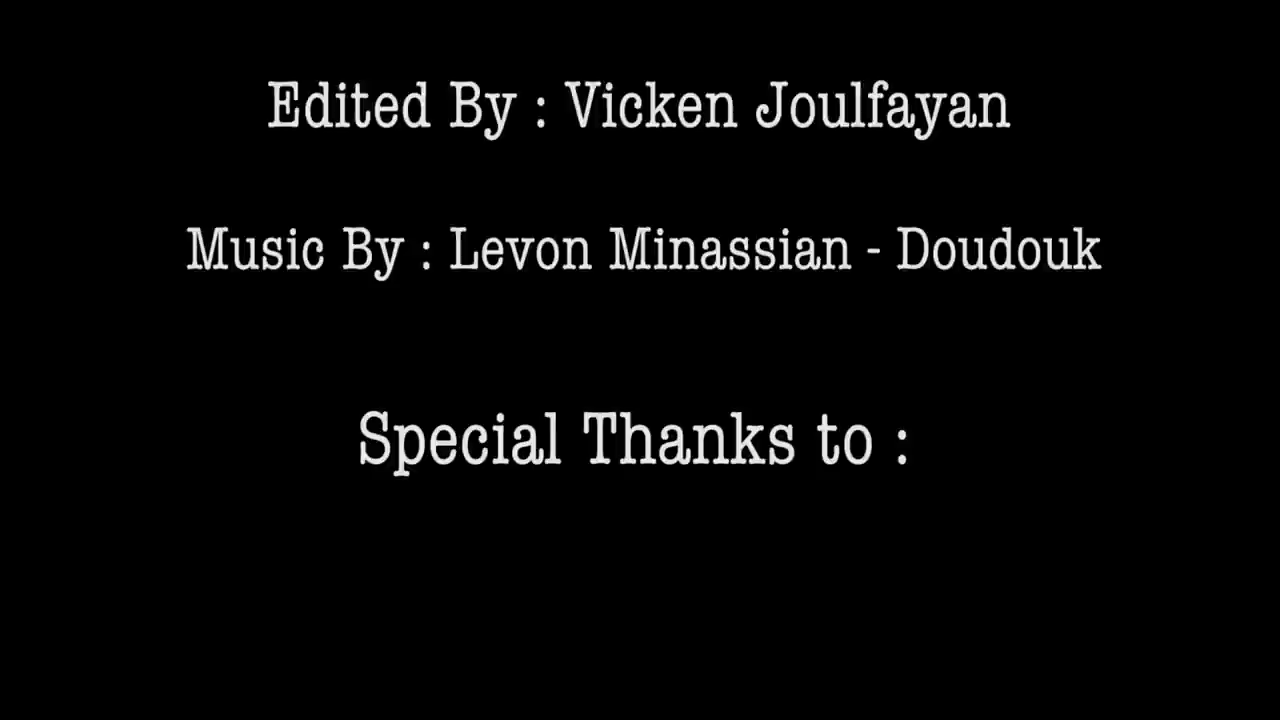 Edited By : Vicken Joulfayan
Music By : Levon Minassian - Doudouk
Special Thanks to :